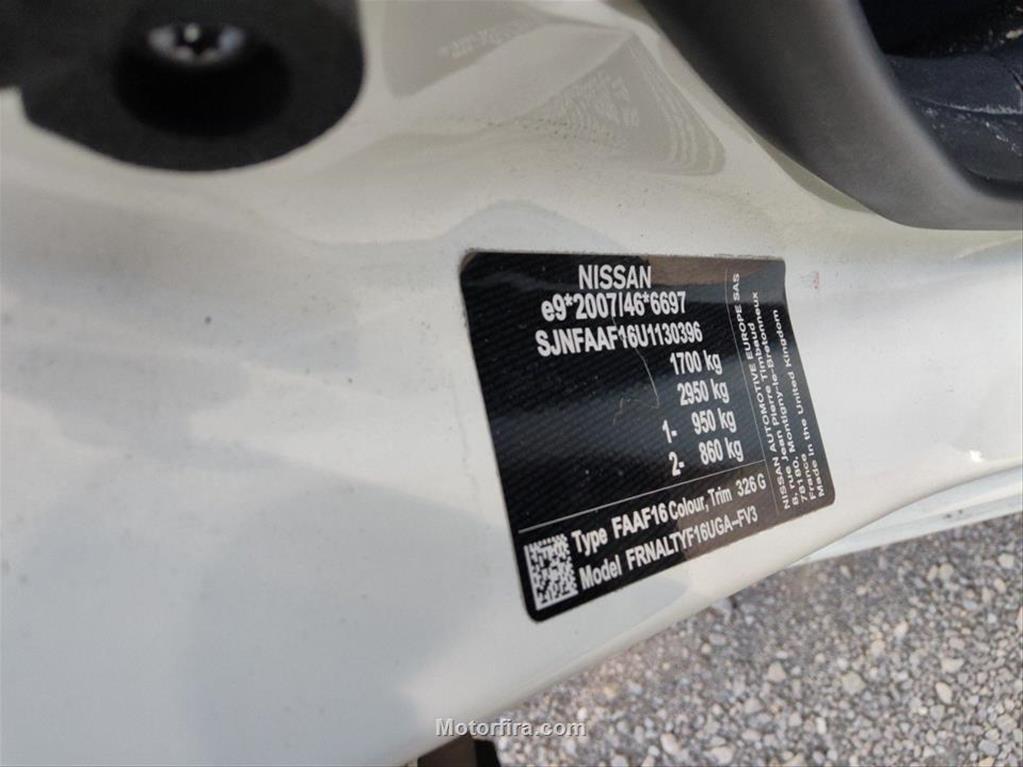 NISSAN
e9*2007/46*6697
SJNFAAF16U1130396
1700 kg
2950 kg
1- 950 kg
2- 860 kg
Type FAAF16 Colour, Trim 326 G
Model FRNALTYF16UGA--FV3
NISSAN AUTOMOTIVE EUROPE SAS
8, rue Jean Pierre Timbaud
78180, Montigny-le-Bretonneux
France
Made in the United Kingdom
Motorfira.com